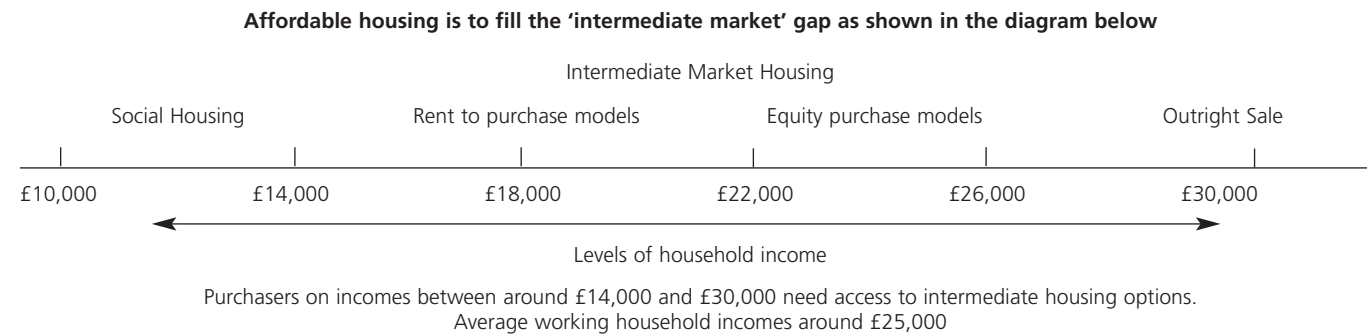 Affordable housing is to fill the ‘intermediate market’ gap as shown in the diagram below
Intermediate Market Housing
Social Housing Rent to purchase models Equity purchase models Outright Sale
£10,000 £14,000 £18,000 £22,000 £26,000 £30,000
Levels of household income
Purchasers on incomes between around £14,000 and £30,000 need access to intermediate housing options.
Average working household incomes around £25,000